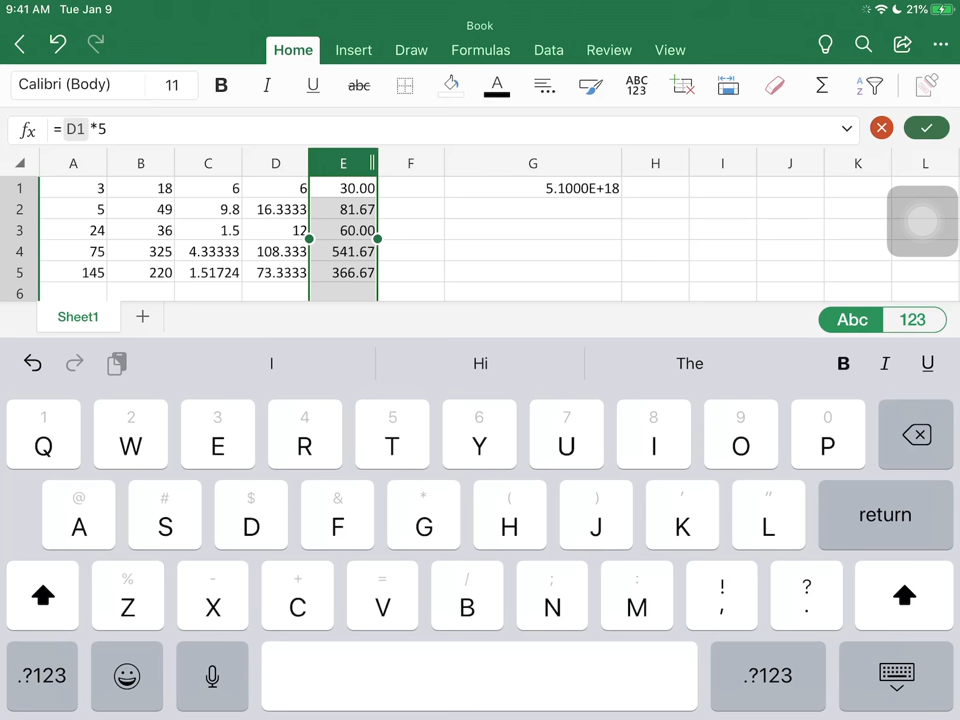 9:41 AM Tue Jan 9 21%
Book
Home Insert Draw Formulas Data Review View
Calibri (Body) 11 B I U abc A ABC 123 Σ A Z
fx = D1 *5
A B C D E F G H I J K L
1 3 18 6 6 30.00 5.1000E+18
2 5 49 9.8 16.3333 81.67
3 24 36 1.5 12 60.00
4 75 325 4.33333 108.333 541.67
5 145 220 1.51724 73.3333 366.67
6
Sheet1 + Abc 123
I Hi The B I U
1 2 3 4 5 6 7 8 9 0
Q W E R T Y U I O P
@ # $ & * ( ) ' "
A S D F G H J K L return
% - + = / ; : ! ?
Z X C V B N M , .
.?123 .?123